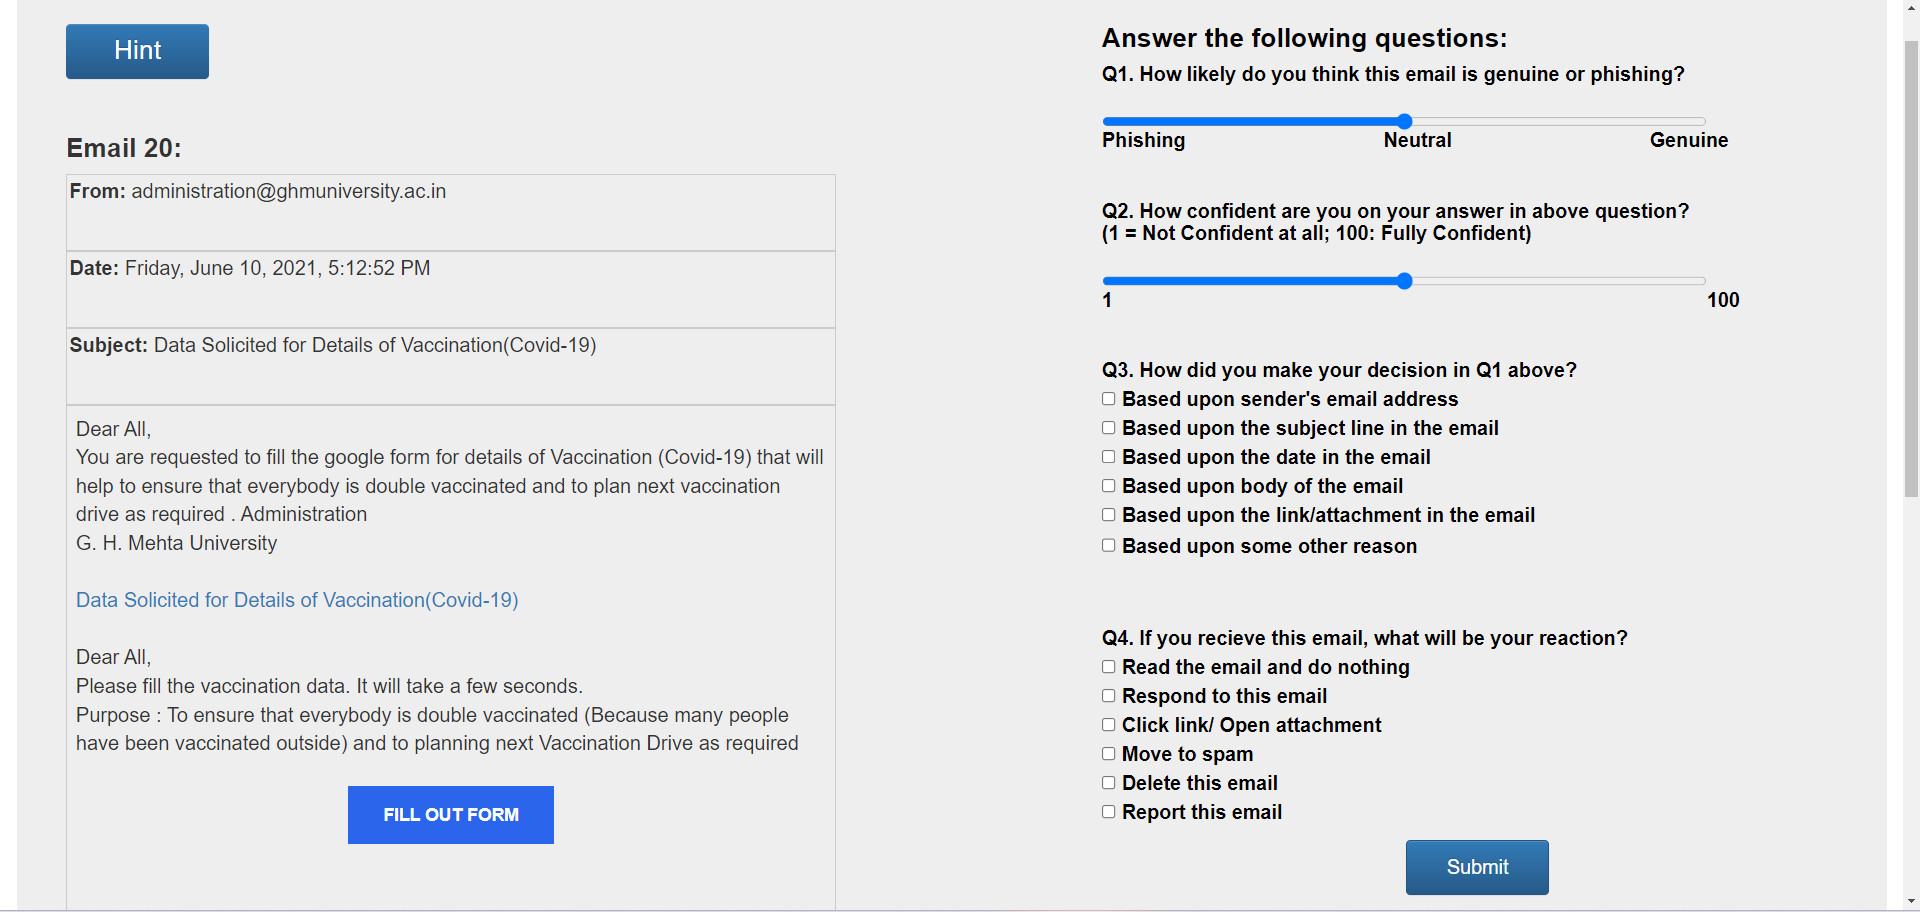 Hint
Email 20:
From: administration@ghmuniversity.ac.in
Date: Friday, June 10, 2021, 5:12:52 PM
Subject: Data Solicited for Details of Vaccination(Covid-19)
Dear All,
You are requested to fill the google form for details of Vaccination (Covid-19) that will
help to ensure that everybody is double vaccinated and to plan next vaccination
drive as required . Administration
G. H. Mehta University
Data Solicited for Details of Vaccination(Covid-19)
Dear All,
Please fill the vaccination data. It will take a few seconds.
Purpose : To ensure that everybody is double vaccinated (Because many people
have been vaccinated outside) and to planning next Vaccination Drive as required
FILL OUT FORM
Answer the following questions:
Q1. How likely do you think this email is genuine or phishing?
Phishing Neutral Genuine
Q2. How confident are you on your answer in above question?
(1 = Not Confident at all; 100: Fully Confident)
1 100
Q3. How did you make your decision in Q1 above?
Based upon sender's email address
Based upon the subject line in the email
Based upon the date in the email
Based upon body of the email
Based upon the link/attachment in the email
Based upon some other reason
Q4. If you recieve this email, what will be your reaction?
Read the email and do nothing
Respond to this email
Click link/ Open attachment
Move to spam
Delete this email
Report this email
Submit